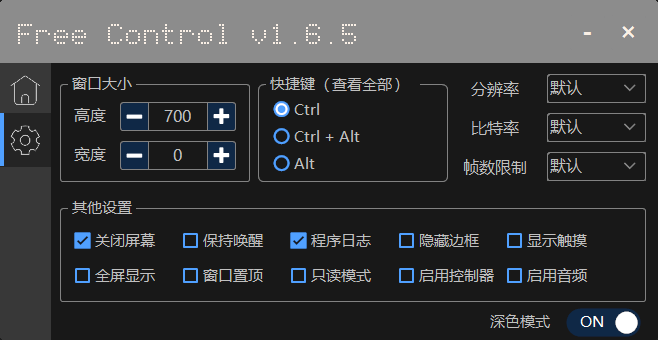 Free Control v1.6.5
窗口大小
高度
700
宽度
0
快捷键（查看全部）
Ctrl
Ctrl + Alt
Alt
分辨率
默认
比特率
默认
帧数限制
默认
其他设置
关闭屏幕 保持唤醒 程序日志 隐藏边框 显示触摸
全屏显示 窗口置顶 只读模式 启用控制器 启用音频
深色模式 ON